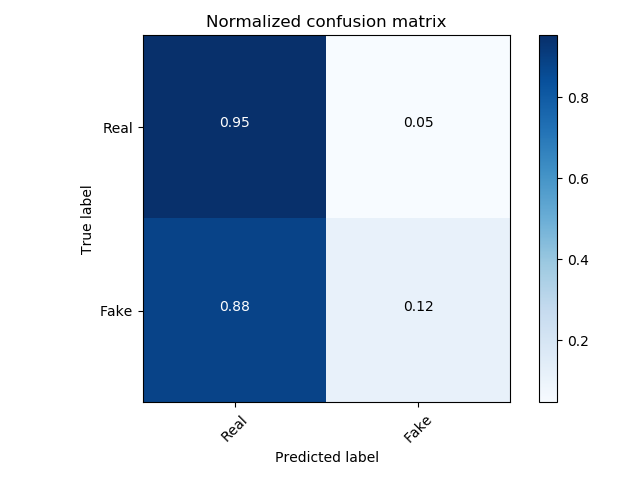 Normalized confusion matrix
Real
0.95
0.05
0.8
0.6
True label
0.4
Fake
0.88
0.12
0.2
Real
Fake
Predicted label